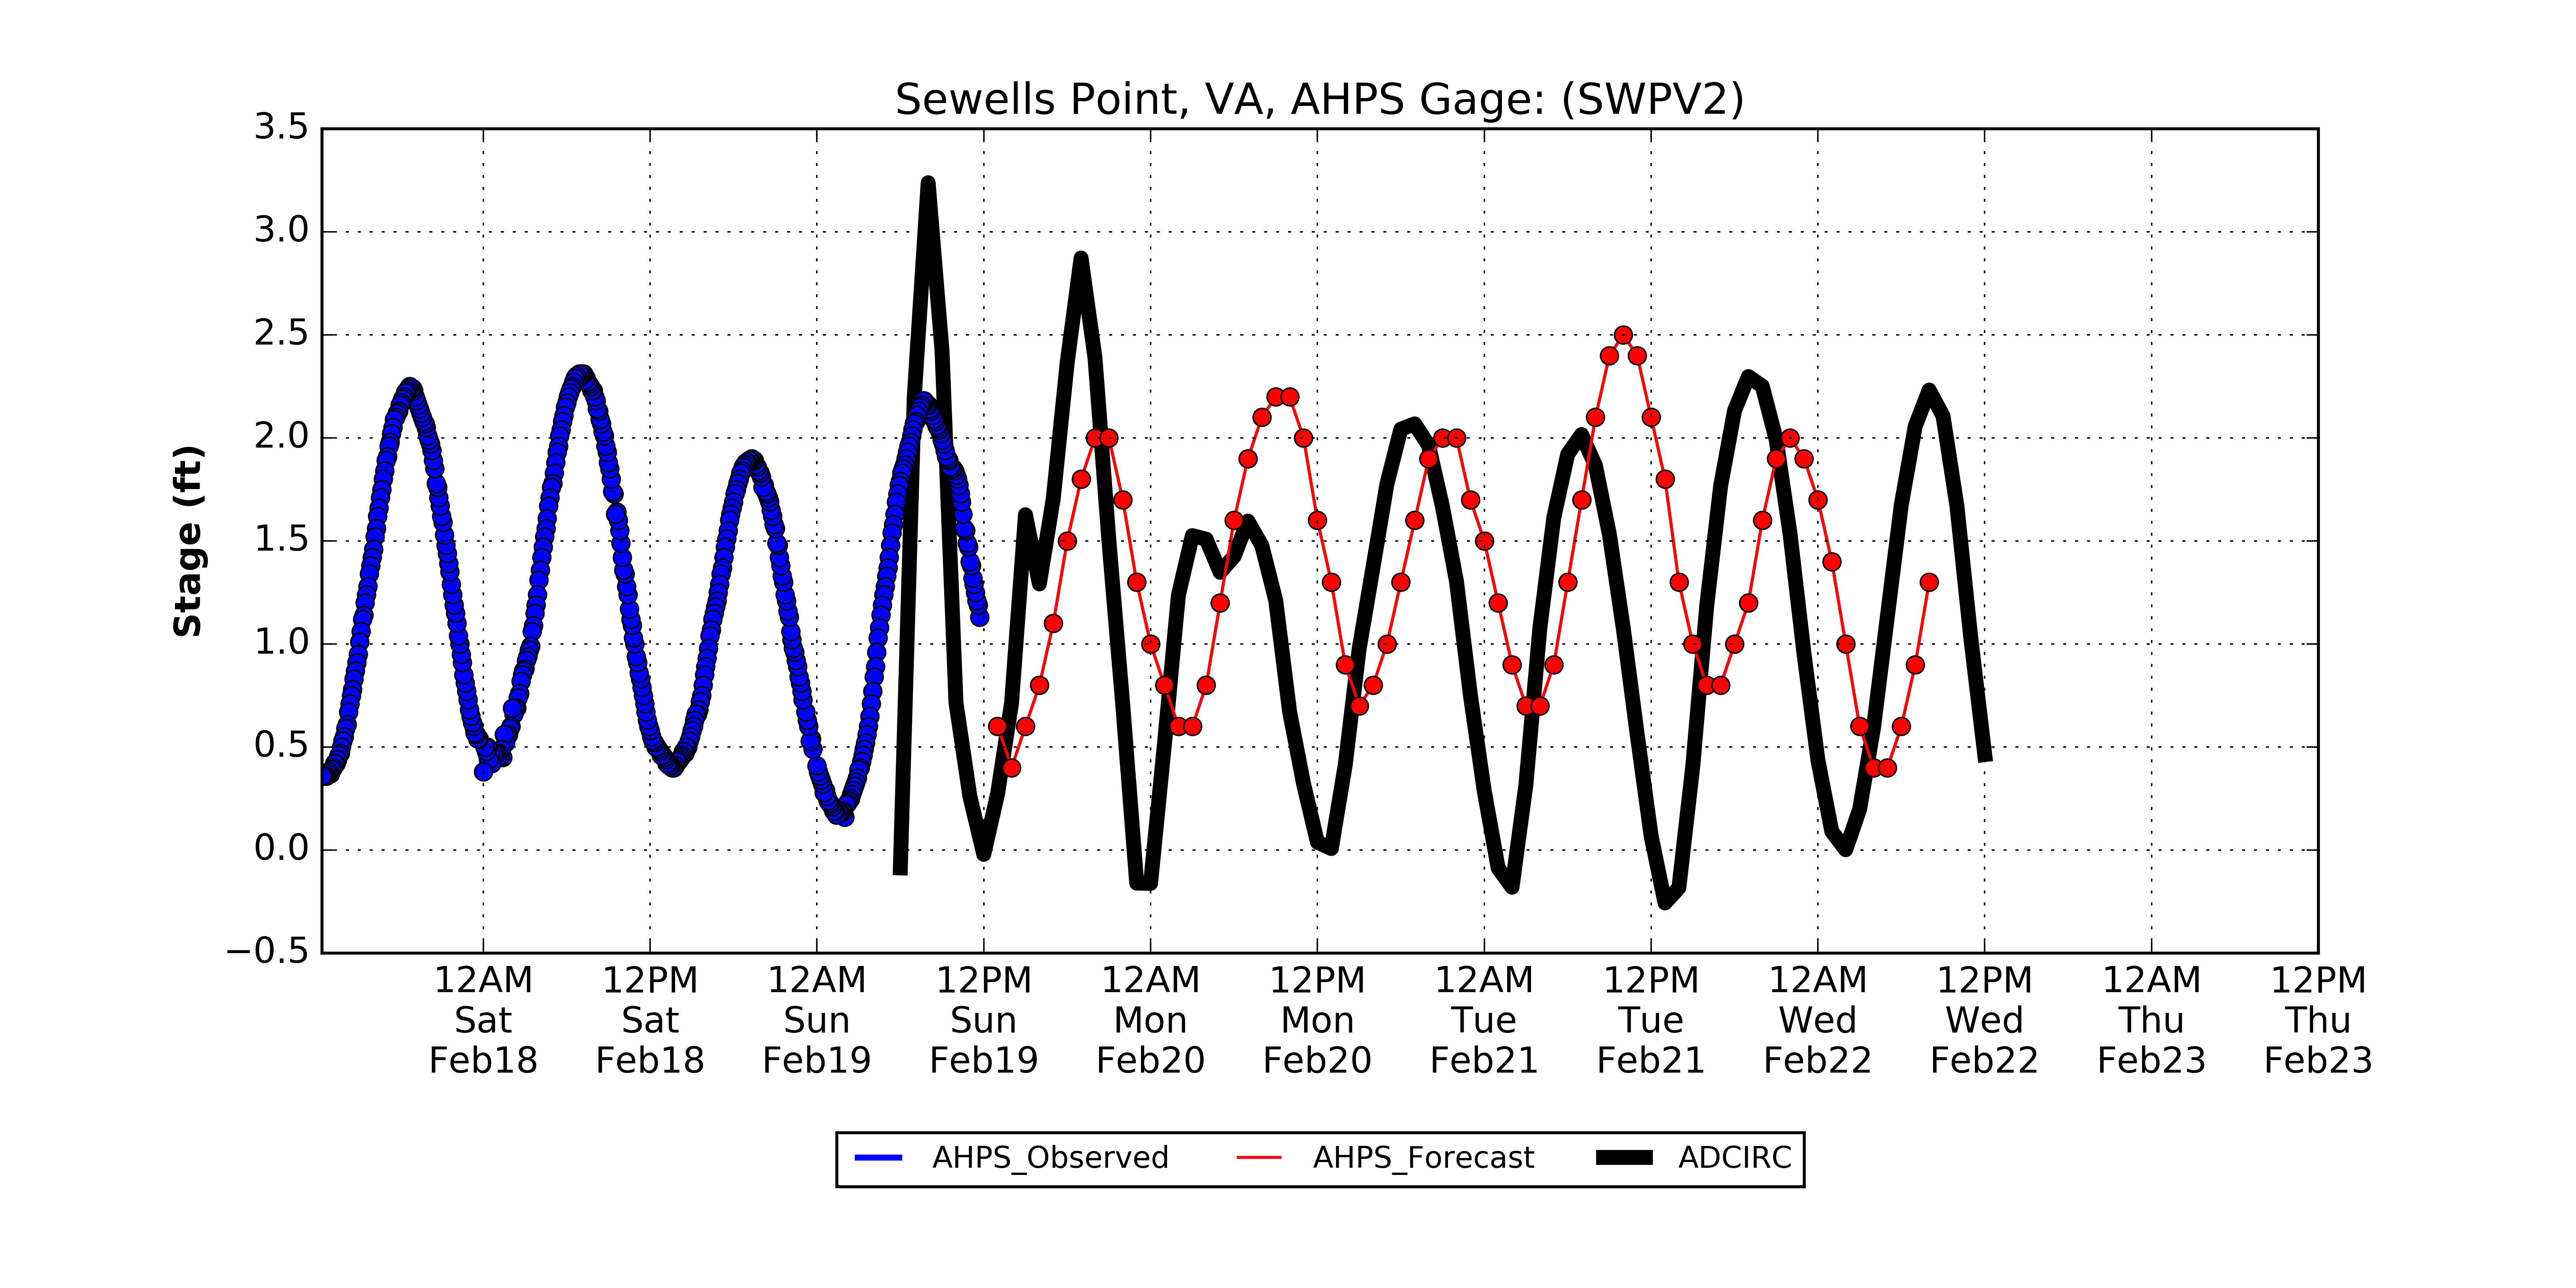 Sewells Point, VA, AHPS Gage: (SWPV2)
3.5
3.0
2.5
2.0
1.5
1.0
0.5
0.0
−0.5
Stage (ft)
12AM
Sat
Feb18
12PM
Sat
Feb18
12AM
Sun
Feb19
12PM
Sun
Feb19
12AM
Mon
Feb20
12PM
Mon
Feb20
12AM
Tue
Feb21
12PM
Tue
Feb21
12AM
Wed
Feb22
12PM
Wed
Feb22
12AM
Thu
Feb23
12PM
Thu
Feb23
AHPS_Observed
AHPS_Forecast
ADCIRC